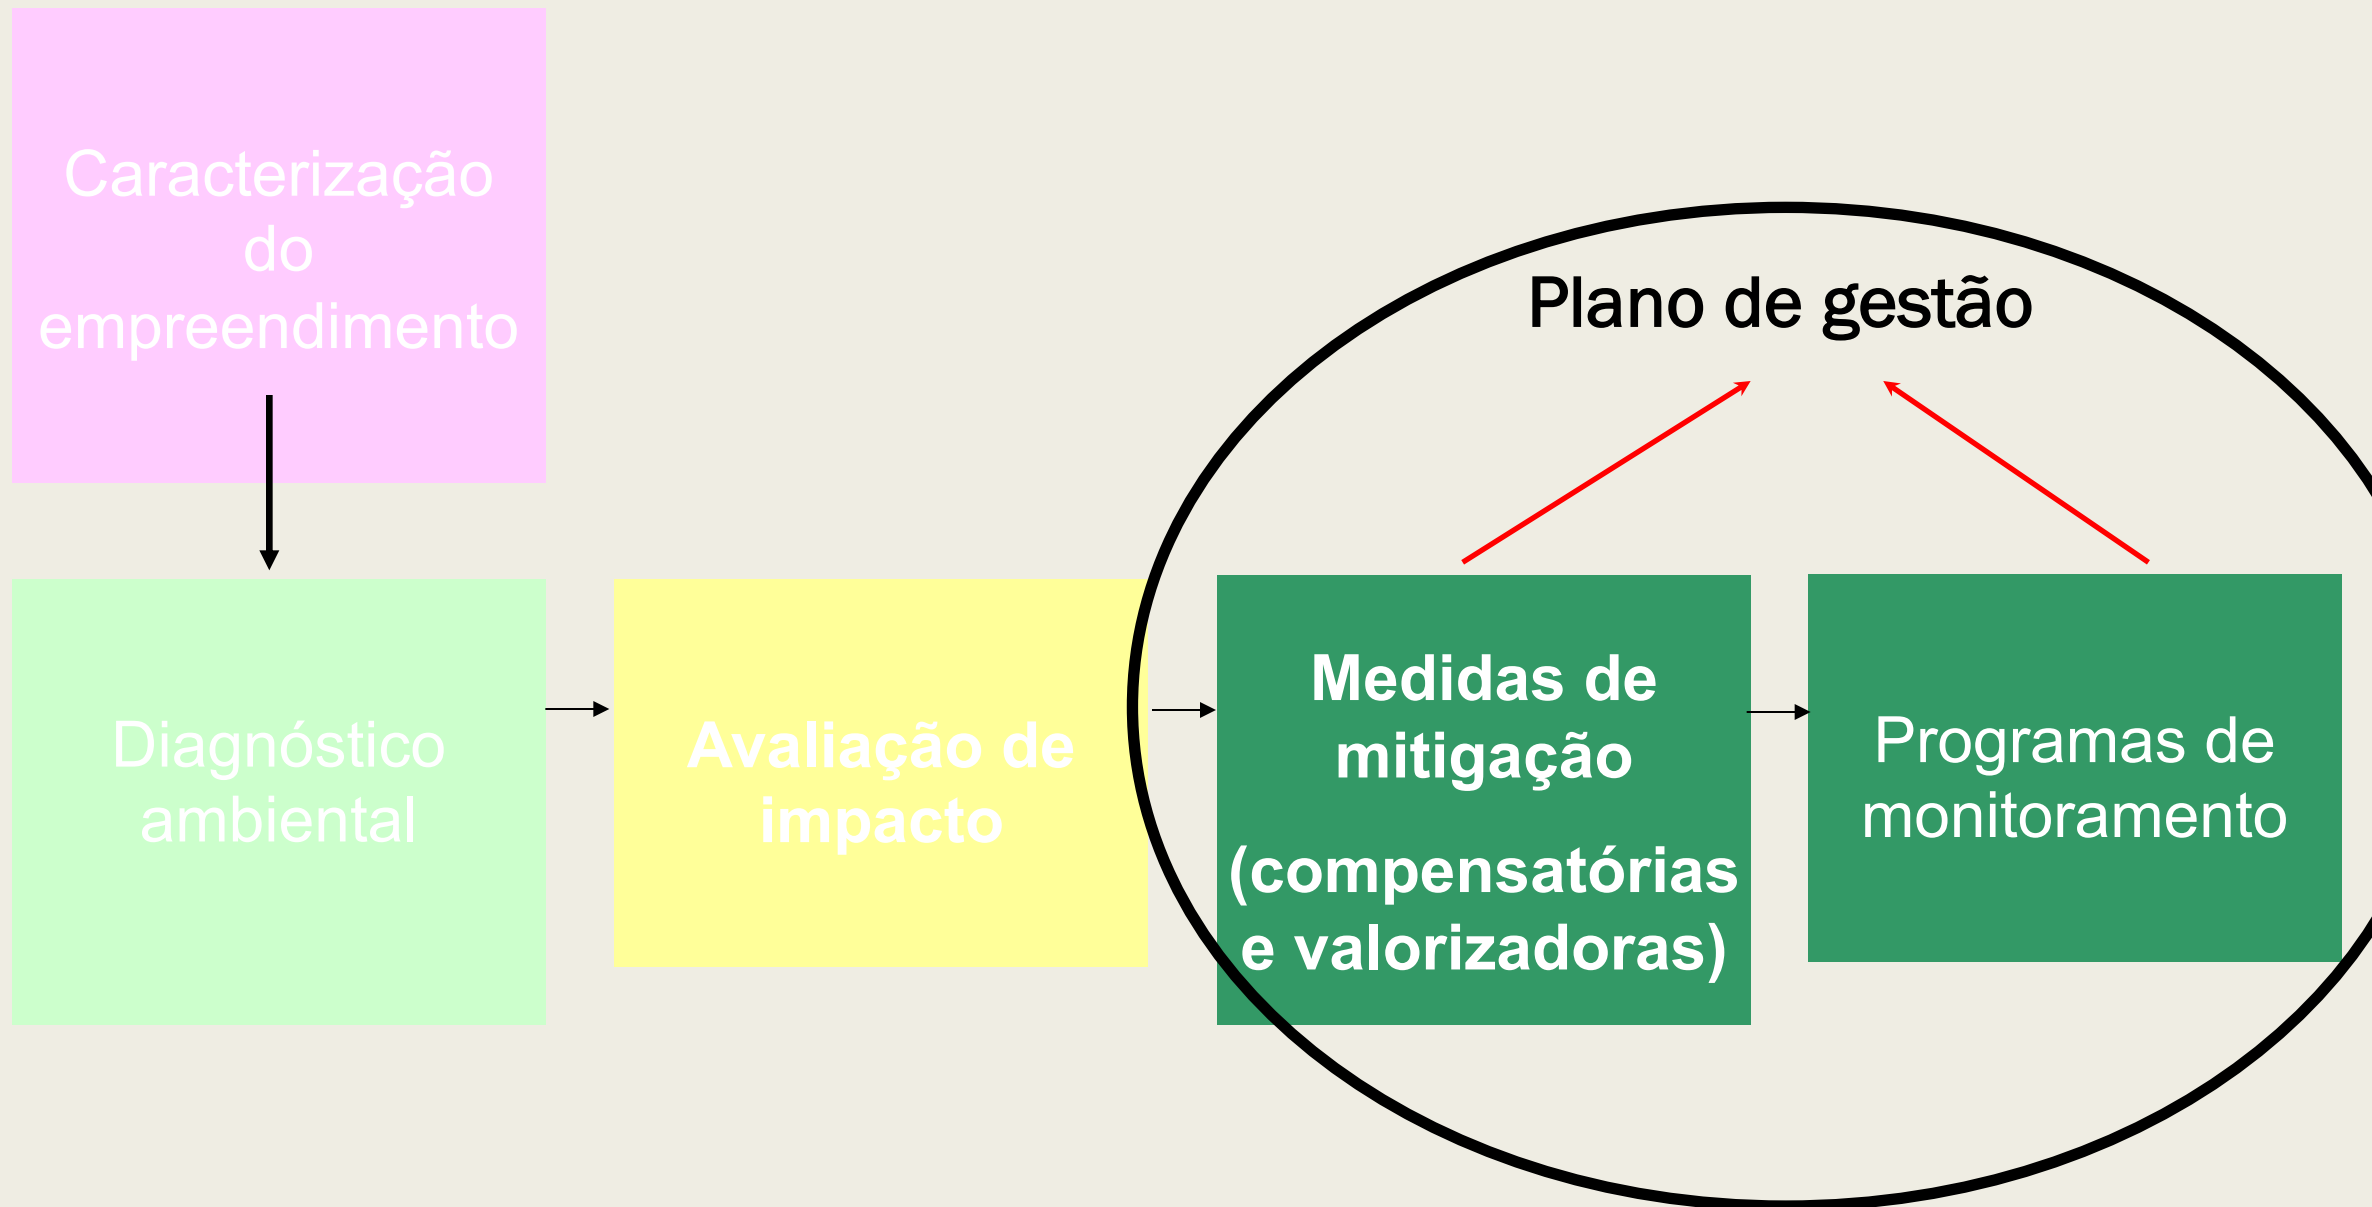 Caracterização
do
empreendimento
Plano de gestão
Diagnóstico
ambiental
Avaliação de
impacto
Medidas de
mitigação
(compensatórias
e valorizadoras)
Programas de
monitoramento